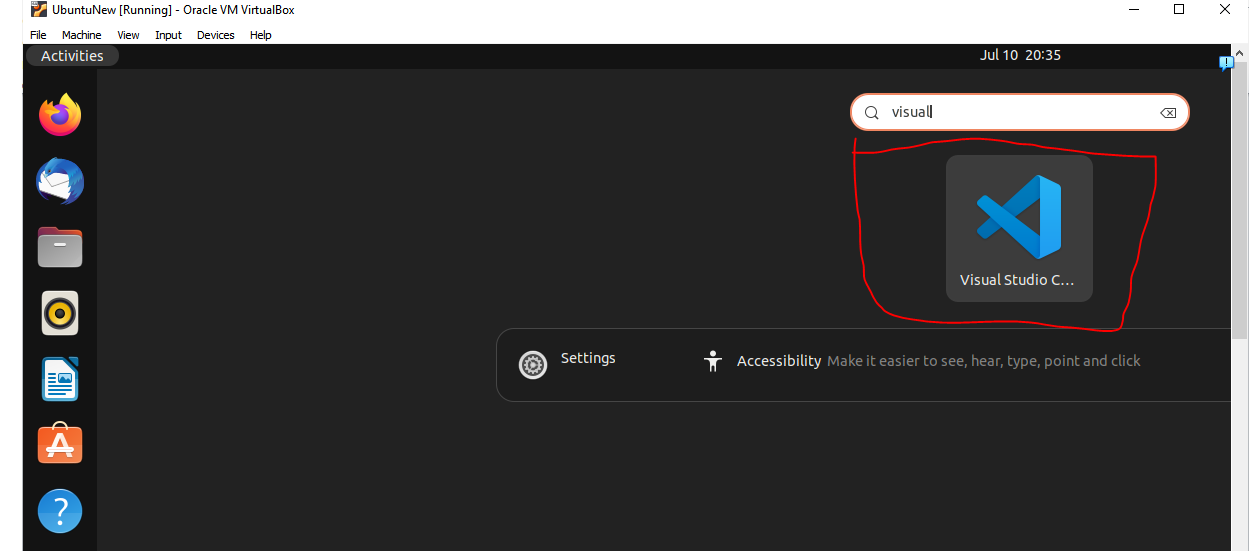 UbuntuNew [Running] - Oracle VM VirtualBox
File Machine View Input Devices Help
Activities
Jul 10 20:35
visual
Visual Studio C...
Settings
Accessibility Make it easier to see, hear, type, point and click